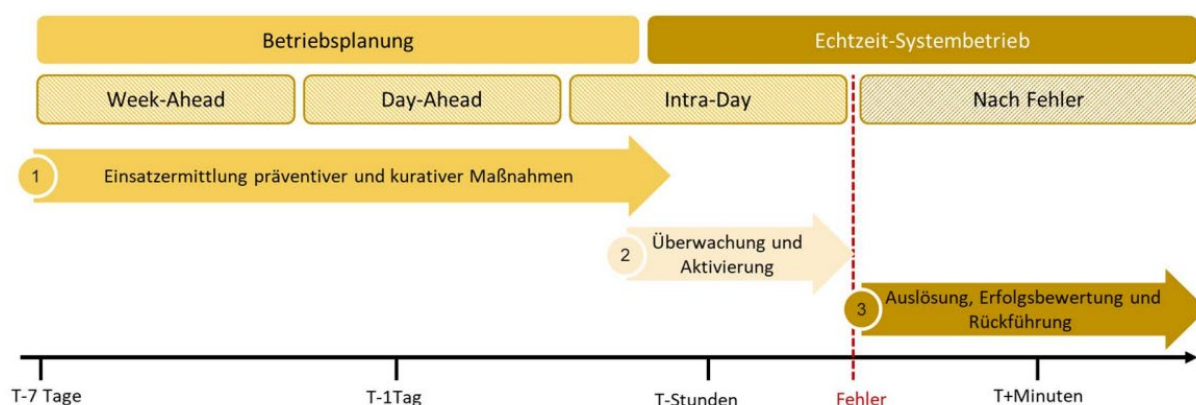 Betriebsplanung
Echtzeit-Systembetrieb
Week-Ahead
Day-Ahead
Intra-Day
Nach Fehler
1
Einsatzermittlung präventiver und kurativer Maßnahmen
2
Überwachung und
Aktivierung
3
Auslösung, Erfolgsbewertung und
Rückführung
T-7 Tage
T-1Tag
T-Stunden
Fehler
T+Minuten